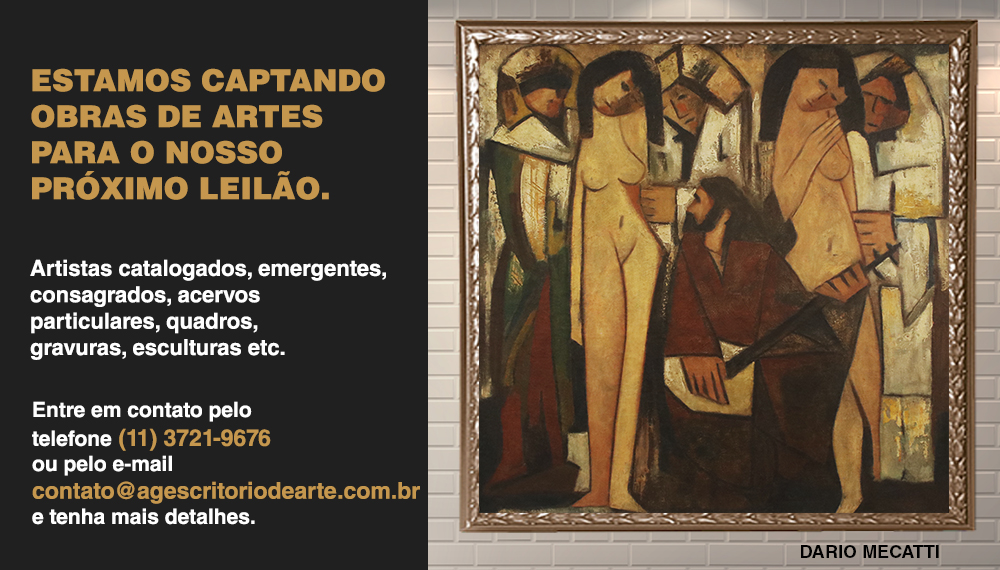 ESTAMOS CAPTANDO
OBRAS DE ARTES
PARA O NOSSO
PRÓXIMO LEILÃO.
Artistas catalogados, emergentes,
consagrados, acervos
particulares, quadros,
gravuras, esculturas etc.
Entre em contato pelo
telefone (11) 3721-9676
ou pelo e-mail
contato@agescritoriodearte.com.br
e tenha mais detalhes.
DARIO MECATTI